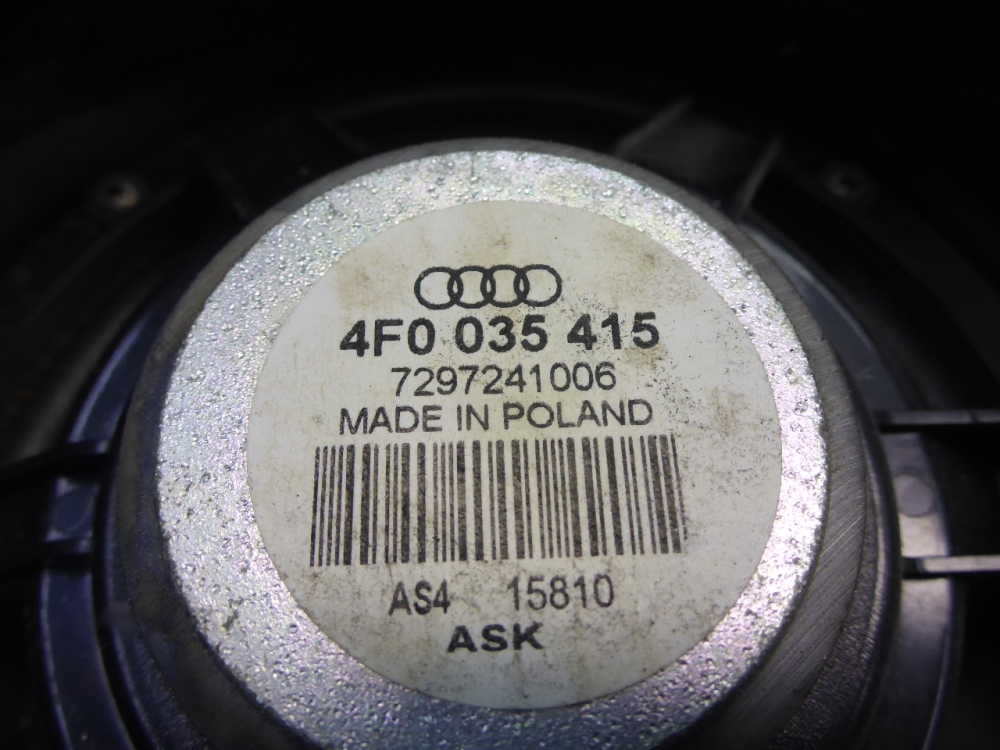 4F0 035 415
7297241006
MADE IN POLAND
AS4 15810
ASK